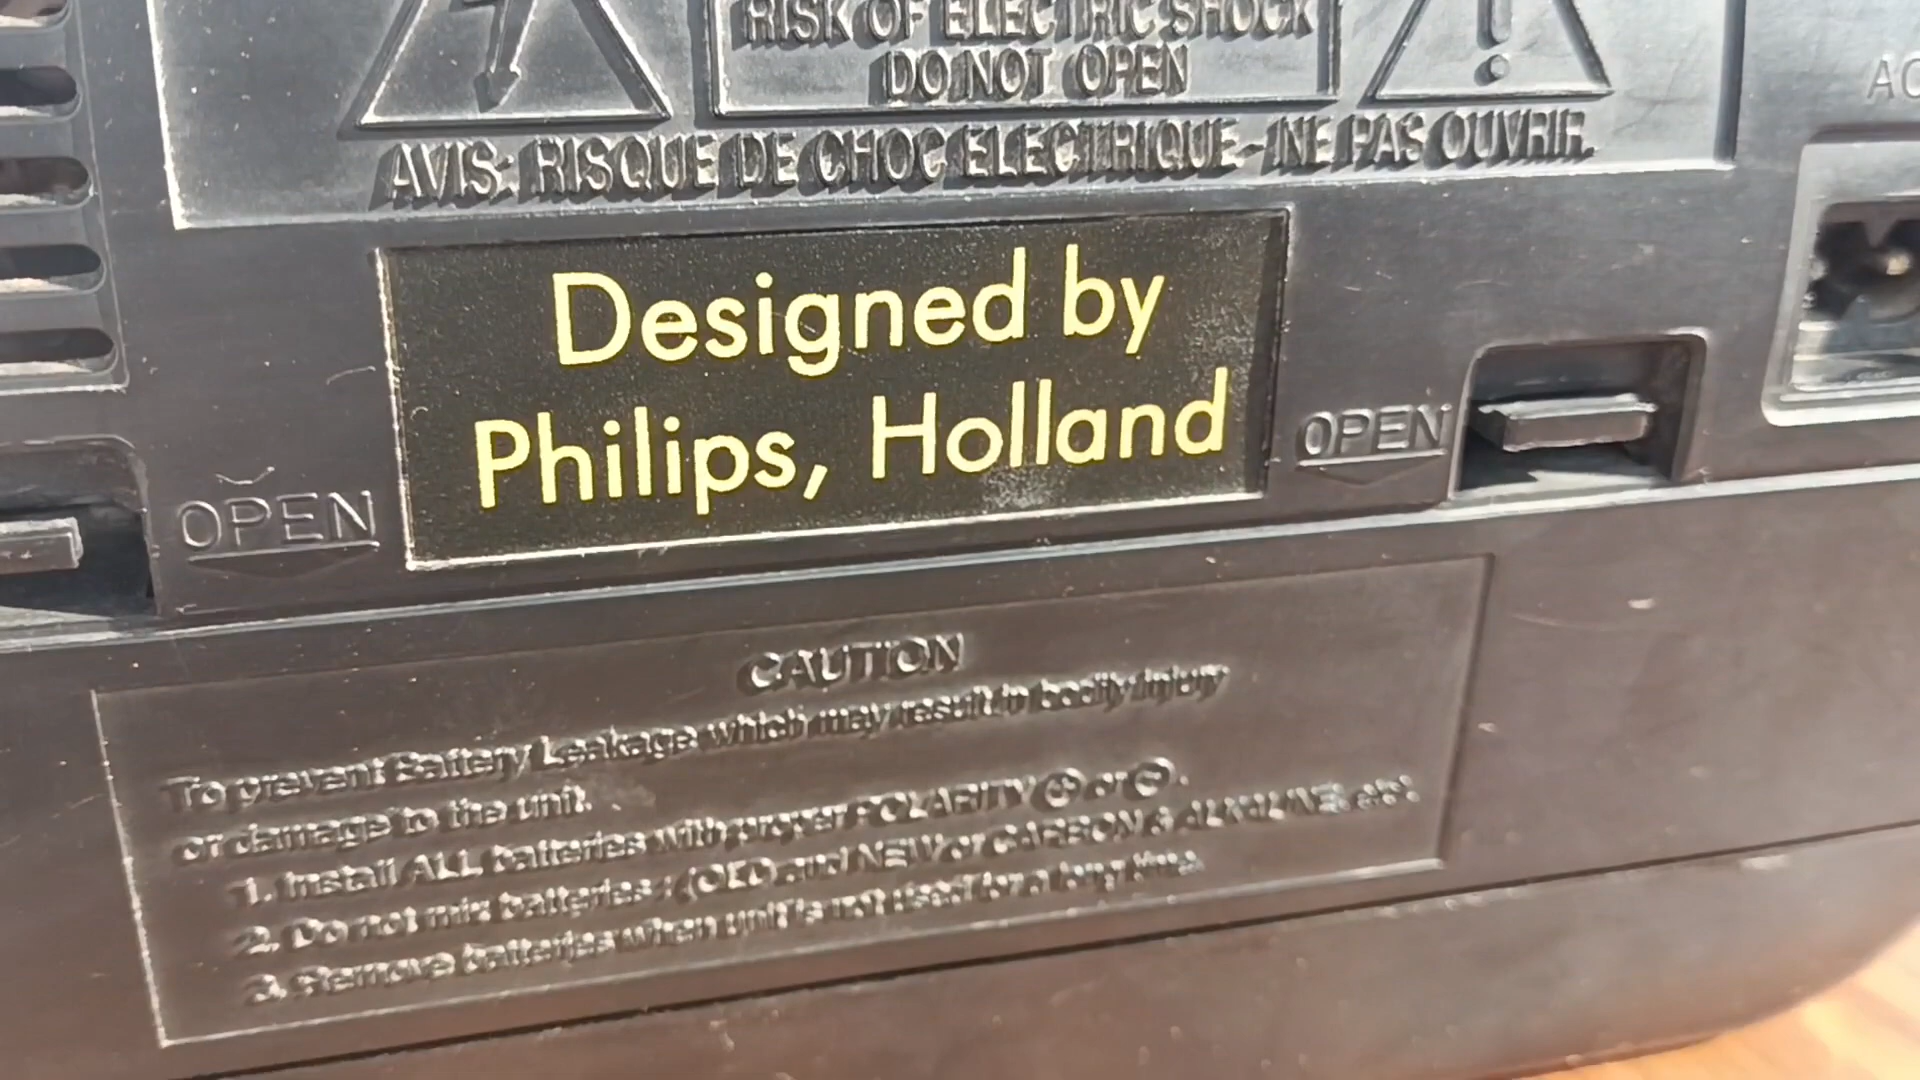 RISK OF ELECTRIC SHOCK
DO NOT OPEN
AVIS: RISQUE DE CHOC ELECTRIQUE-NE PAS OUVRIR.
AC
Designed by
Philips, Holland
OPEN
OPEN
CAUTION
To prevent Battery Leakage which may result in bodily injury
or damage to the unit.
1. Install ALL batteries with proper POLARITY ⊕ or ⊖.
2. Do not mix batteries: (OLD and NEW or CARBON & ALKALINE, etc.
3. Remove batteries when unit is not used for a long time.